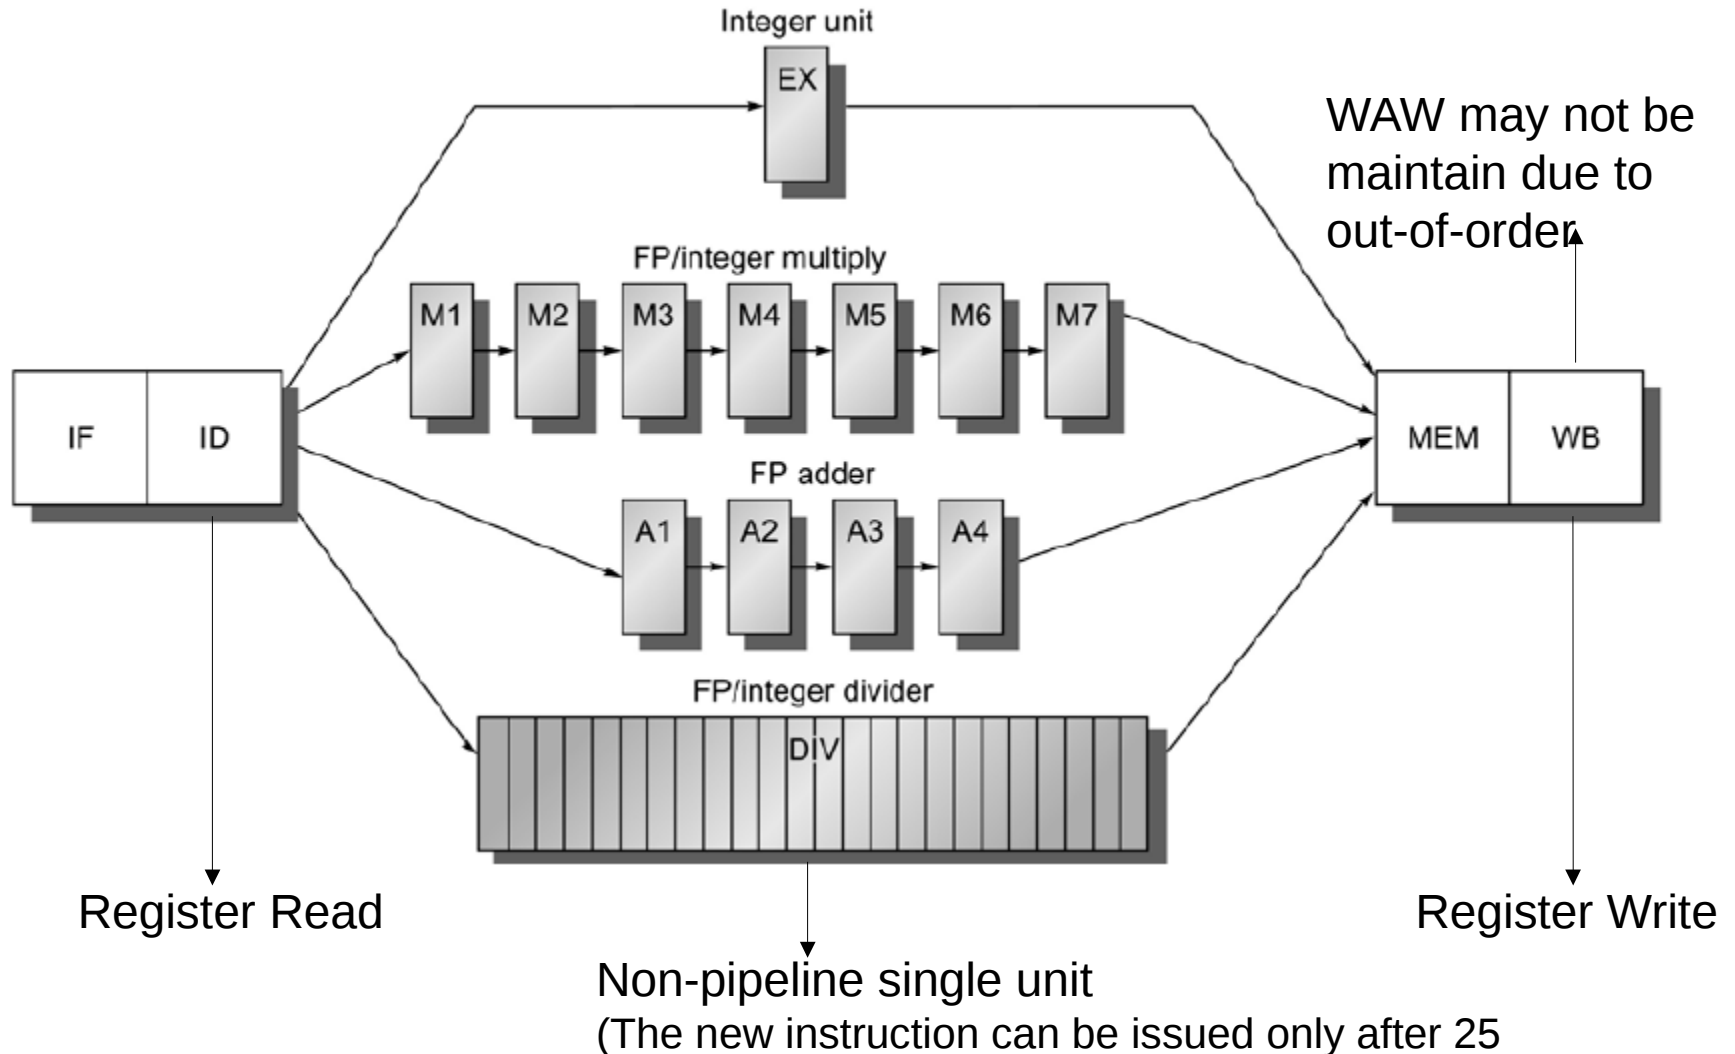 Integer unit
EX
WAW may not be
maintain due to
out-of-order
FP/integer multiply
M1 M2 M3 M4 M5 M6 M7
IF ID
MEM WB
FP adder
A1 A2 A3 A4
FP/integer divider
DIV
Register Read
Register Write
Non-pipeline single unit
(The new instruction can be issued only after 25